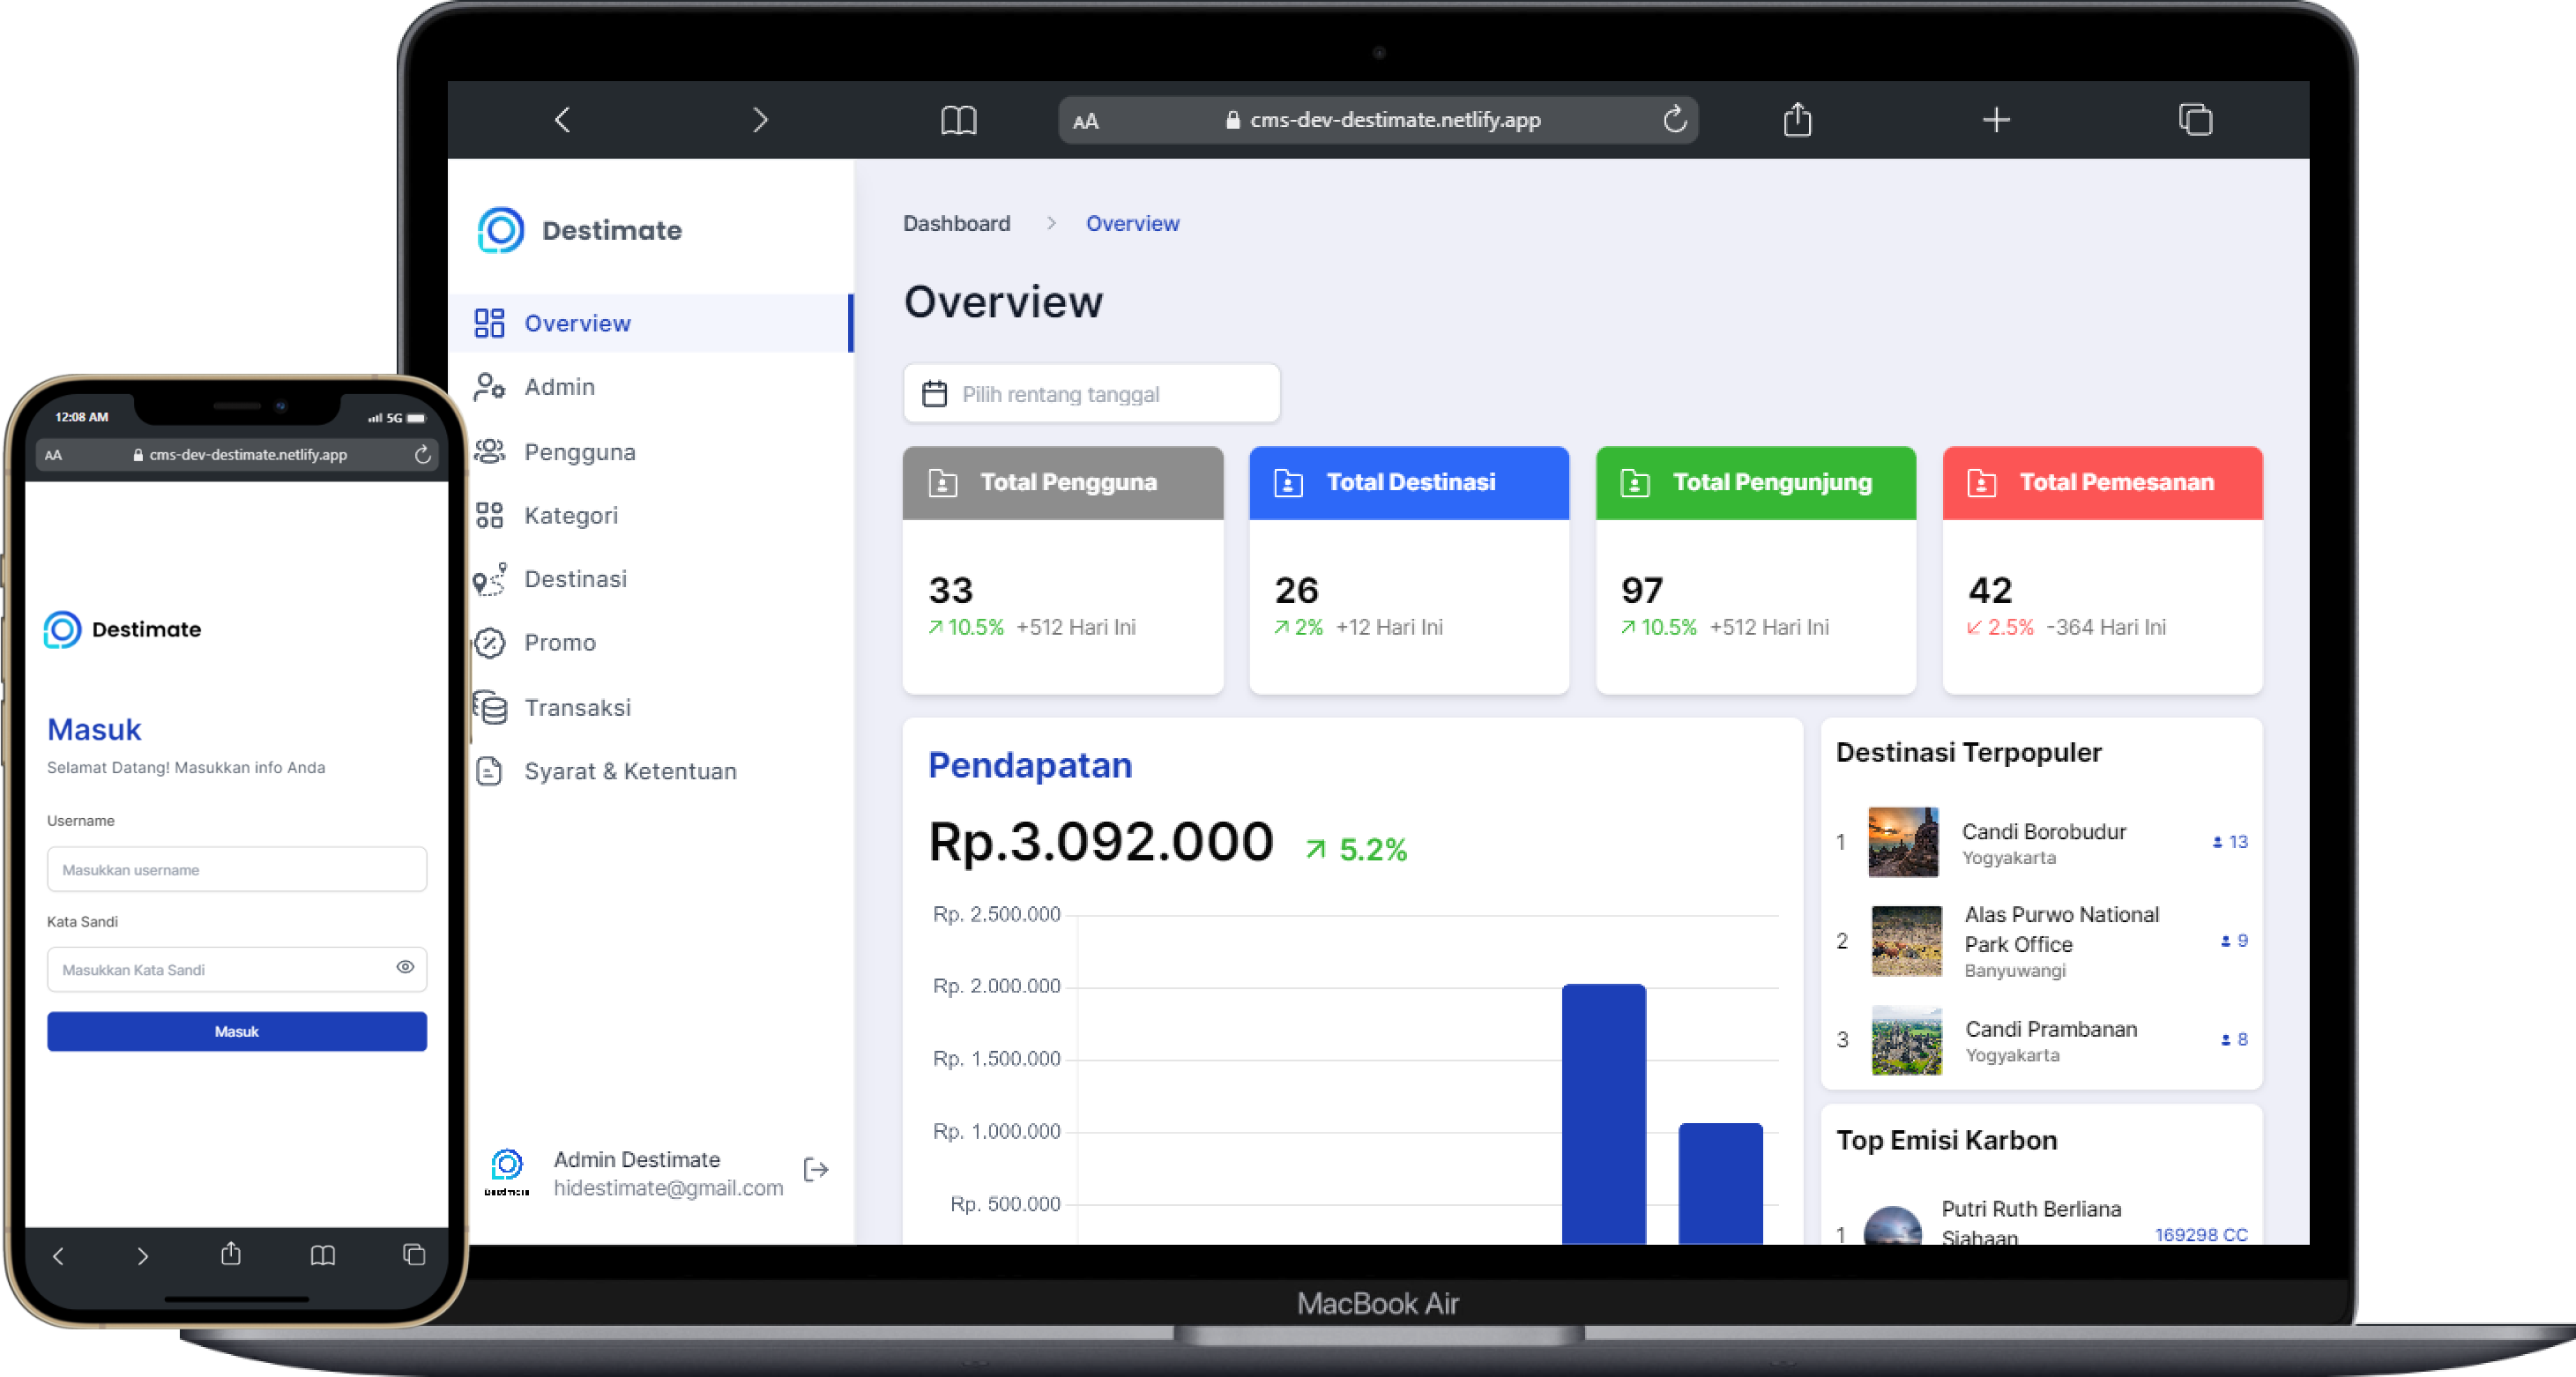 cms-dev-destimate.netlify.app
AA
Destimate
Overview
Admin
Pengguna
Kategori
Destinasi
Promo
Transaksi
Syarat & Ketentuan
Admin Destimate
hidestimate@gmail.com
Dashboard > Overview
Overview
Pilih rentang tanggal
Total Pengguna
33
10.5% +512 Hari Ini
Total Destinasi
26
2% +12 Hari Ini
Total Pengunjung
97
10.5% +512 Hari Ini
Total Pemesanan
42
2.5% -364 Hari Ini
Pendapatan
Rp.3.092.000 5.2%
Rp. 2.500.000
Rp. 2.000.000
Rp. 1.500.000
Rp. 1.000.000
Rp. 500.000
Destinasi Terpopuler
1 Candi Borobudur 13
Yogyakarta
2 Alas Purwo National
Park Office 9
Banyuwangi
3 Candi Prambanan 8
Yogyakarta
Top Emisi Karbon
1 Putri Ruth Berliana
Siahaan 169298 CC
MacBook Air
12:08 AM 5G
AA cms-dev-destimate.netlify.app
Destimate
Masuk
Selamat Datang! Masukkan info Anda
Username
Masukkan username
Kata Sandi
Masukkan Kata Sandi
Masuk